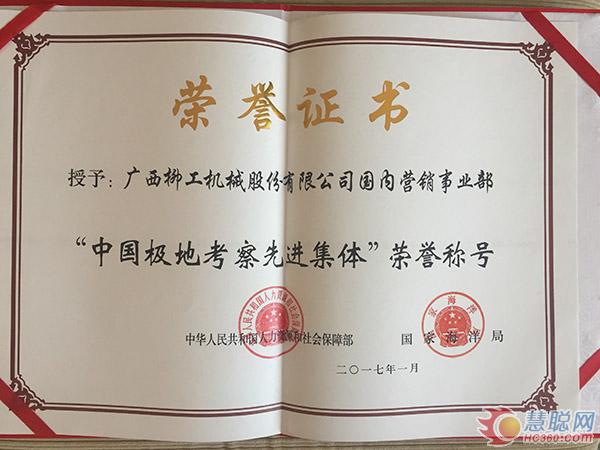 荣誉证书
授予：广西柳工机械股份有限公司国内营销事业部
“中国极地考察先进集体”荣誉称号
中华人民共和国人力资源和社会保障部 国家海洋局
二〇一七年一月
慧聪网
HC360.com